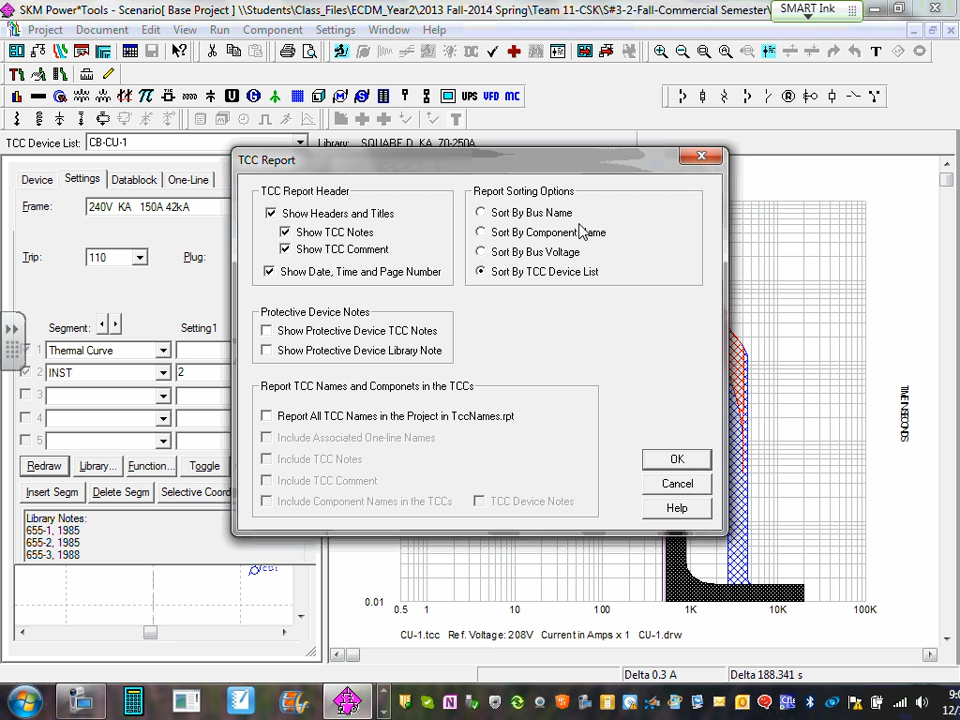 SKM Power*Tools - Scenario[ Base Project ] \\Students\Class_Files\ECDM_Year2\2013 Fall-2014 Spring\Team 11-CSK\S#3-2-Fall-Commercial Semester\
SMART Ink
Project Document Edit View Run Component Settings Window Help
UPS VFD MC
TCC Device List: CB-CU-1 Library: SQUARE D KA, 70-250A
TCC Report
Device Settings Datablock One-Line
Frame: 240V KA 150A 42kA
Trip: 110 Plug:
Segment: Setting1
1 Thermal Curve
2 INST 2
3
4
5
Redraw Library... Function... Toggle
Insert Segm Delete Segm Selective Coord
Library Notes:
655-1, 1985
655-2, 1985
655-3, 1988
TCC Report Header
Show Headers and Titles
Show TCC Notes
Show TCC Comment
Show Date, Time and Page Number
Report Sorting Options
Sort By Bus Name
Sort By Component Name
Sort By Bus Voltage
Sort By TCC Device List
Protective Device Notes
Show Protective Device TCC Notes
Show Protective Device Library Note
Report TCC Names and Componets in the TCCs
Report All TCC Names in the Project in TccNames.rpt
Include Associated One-line Names
Include TCC Notes
Include TCC Comment
Include Component Names in the TCCs TCC Device Notes
OK
Cancel
Help
TIME IN SECONDS
0.01
0.5 1 10 100 1K 10K 100K
CU-1.tcc Ref. Voltage: 208V Current in Amps x 1 CU-1.drw
Delta 0.3 A Delta 188.341 s